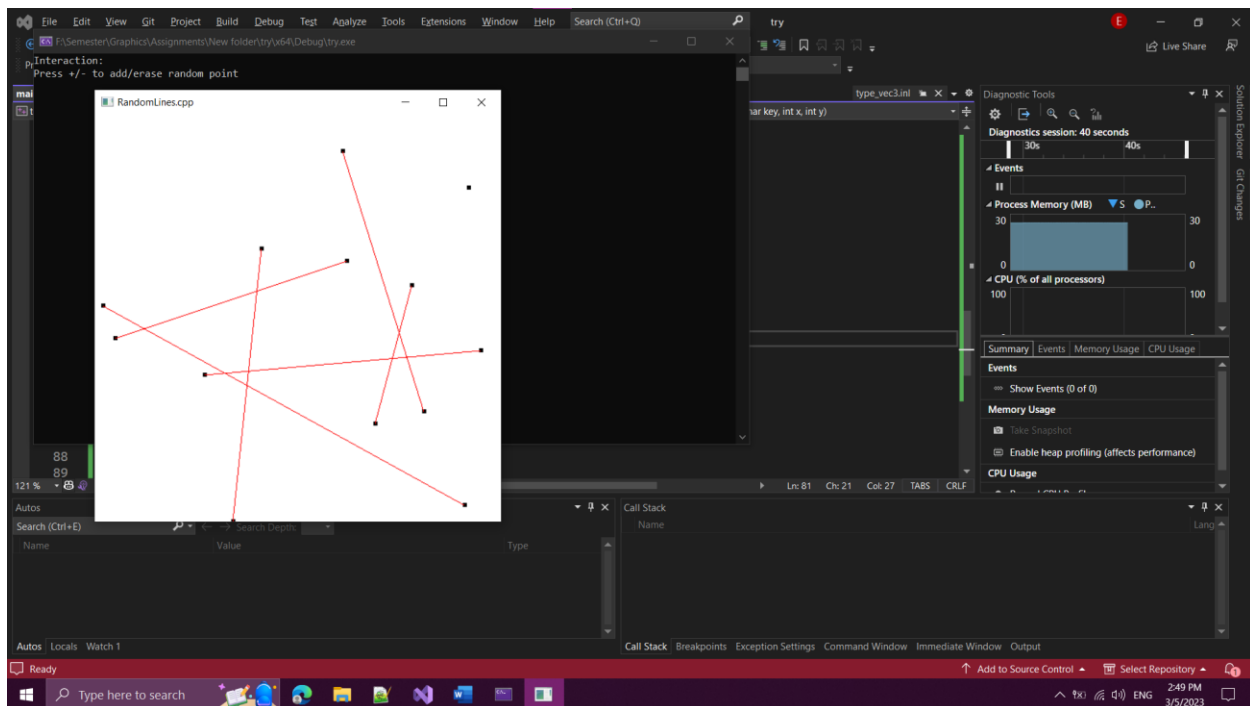 File Edit View Git Project Build Debug Test Analyze Tools Extensions Window Help Search (Ctrl+Q) try E
F:\Semester\Graphics\Assignments\New folder\try\x64\Debug\try.exe
Live Share
Interaction:
Press +/- to add/erase random point
RandomLines.cpp
type_vec3.inl
Diagnostic Tools
char key, int x, int y)
Diagnostics session: 40 seconds
30s 40s
Events
Process Memory (MB) S P..
30 30
0 0
CPU (% of all processors)
100 100
Summary Events Memory Usage CPU Usage
Events
Show Events (0 of 0)
Memory Usage
Take Snapshot
Enable heap profiling (affects performance)
CPU Usage
Solution Explorer
Git Changes
88
89
121 % Ln: 81 Ch: 21 Col: 27 TABS CRLF
Autos
Search (Ctrl+E) Search Depth:
Name Value Type
Call Stack
Name Lang
Autos Locals Watch 1
Call Stack Breakpoints Exception Settings Command Window Immediate Window Output
Ready Add to Source Control Select Repository
Type here to search
ENG 2:49 PM
3/5/2023